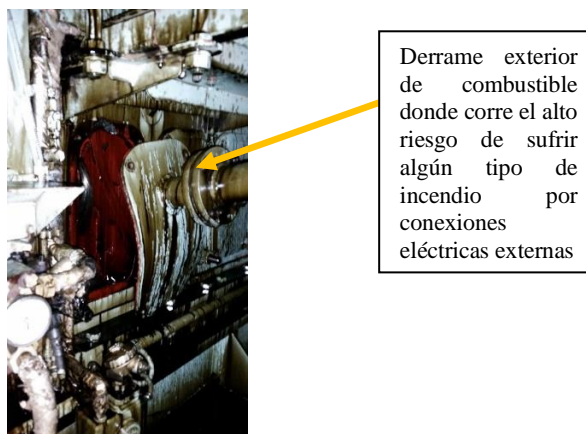 Derrame exterior
de combustible
donde corre el alto
riesgo de sufrir
algún tipo de
incendio por
conexiones
eléctricas externas